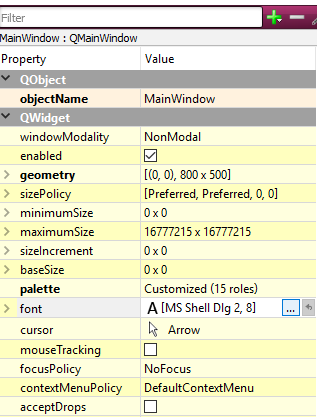 Filter
MainWindow : QMainWindow
Property Value
QObject
objectName MainWindow
QWidget
windowModality NonModal
enabled
geometry [(0, 0), 800 x 500]
sizePolicy [Preferred, Preferred, 0, 0]
minimumSize 0 x 0
maximumSize 16777215 x 16777215
sizeIncrement 0 x 0
baseSize 0 x 0
palette Customized (15 roles)
font A [MS Shell Dlg 2, 8] ...
cursor Arrow
mouseTracking
focusPolicy NoFocus
contextMenuPolicy DefaultContextMenu
acceptDrops